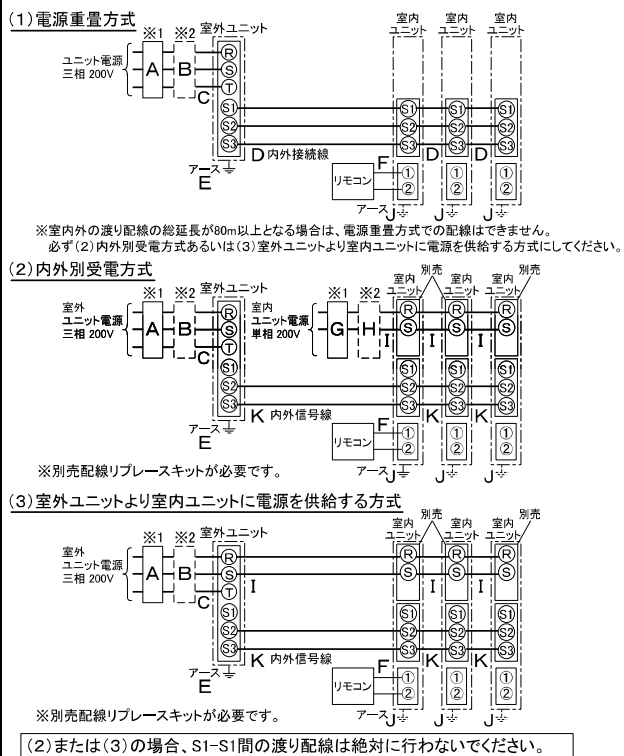 (1)電源重畳方式
※1 ※2 室外ユニット
室内ユニット 室内ユニット 室内ユニット
ユニット電源
三相 200V
A B C
R
S
T
S1 S1 S1 S1
S2 S2 S2 S2
S3 S3 S3 S3
D 内外接続線 F D D
リモコン
① ① ①
② ② ②
アース
E
アース J J J
※室内外の渡り配線の総延長が80m以上となる場合は、電源重畳方式での配線はできません。
必ず(2)内外別受電方式あるいは(3)室外ユニットより室内ユニットに電源を供給する方式にしてください。
(2)内外別受電方式
※1 ※2 室外ユニット
※1 ※2 室内ユニット 別売 室内ユニット 室内ユニット 別売
室外
ユニット電源
三相 200V
A B C
室内
ユニット電源
単相 200V
G H I I I
R R R R
S S S S
T
S1 S1 S1 S1
S2 S2 S2 S2
S3 S3 S3 S3
K 内外信号線 F K K
リモコン
① ① ①
② ② ②
アース
E
アース J J J
※別売配線リプレースキットが必要です。
(3)室外ユニットより室内ユニットに電源を供給する方式
※1 ※2 室外ユニット
室内ユニット 別売 室内ユニット 室内ユニット 別売
室外
ユニット電源
三相 200V
A B C
R R R R
S S S S
T I I I
S1 S1 S1 S1
S2 S2 S2 S2
S3 S3 S3 S3
K 内外信号線 F K K
リモコン
① ① ①
② ② ②
アース
E
アース J J J
※別売配線リプレースキットが必要です。
(2)または(3)の場合、S1-S1間の渡り配線は絶対に行わないでください。